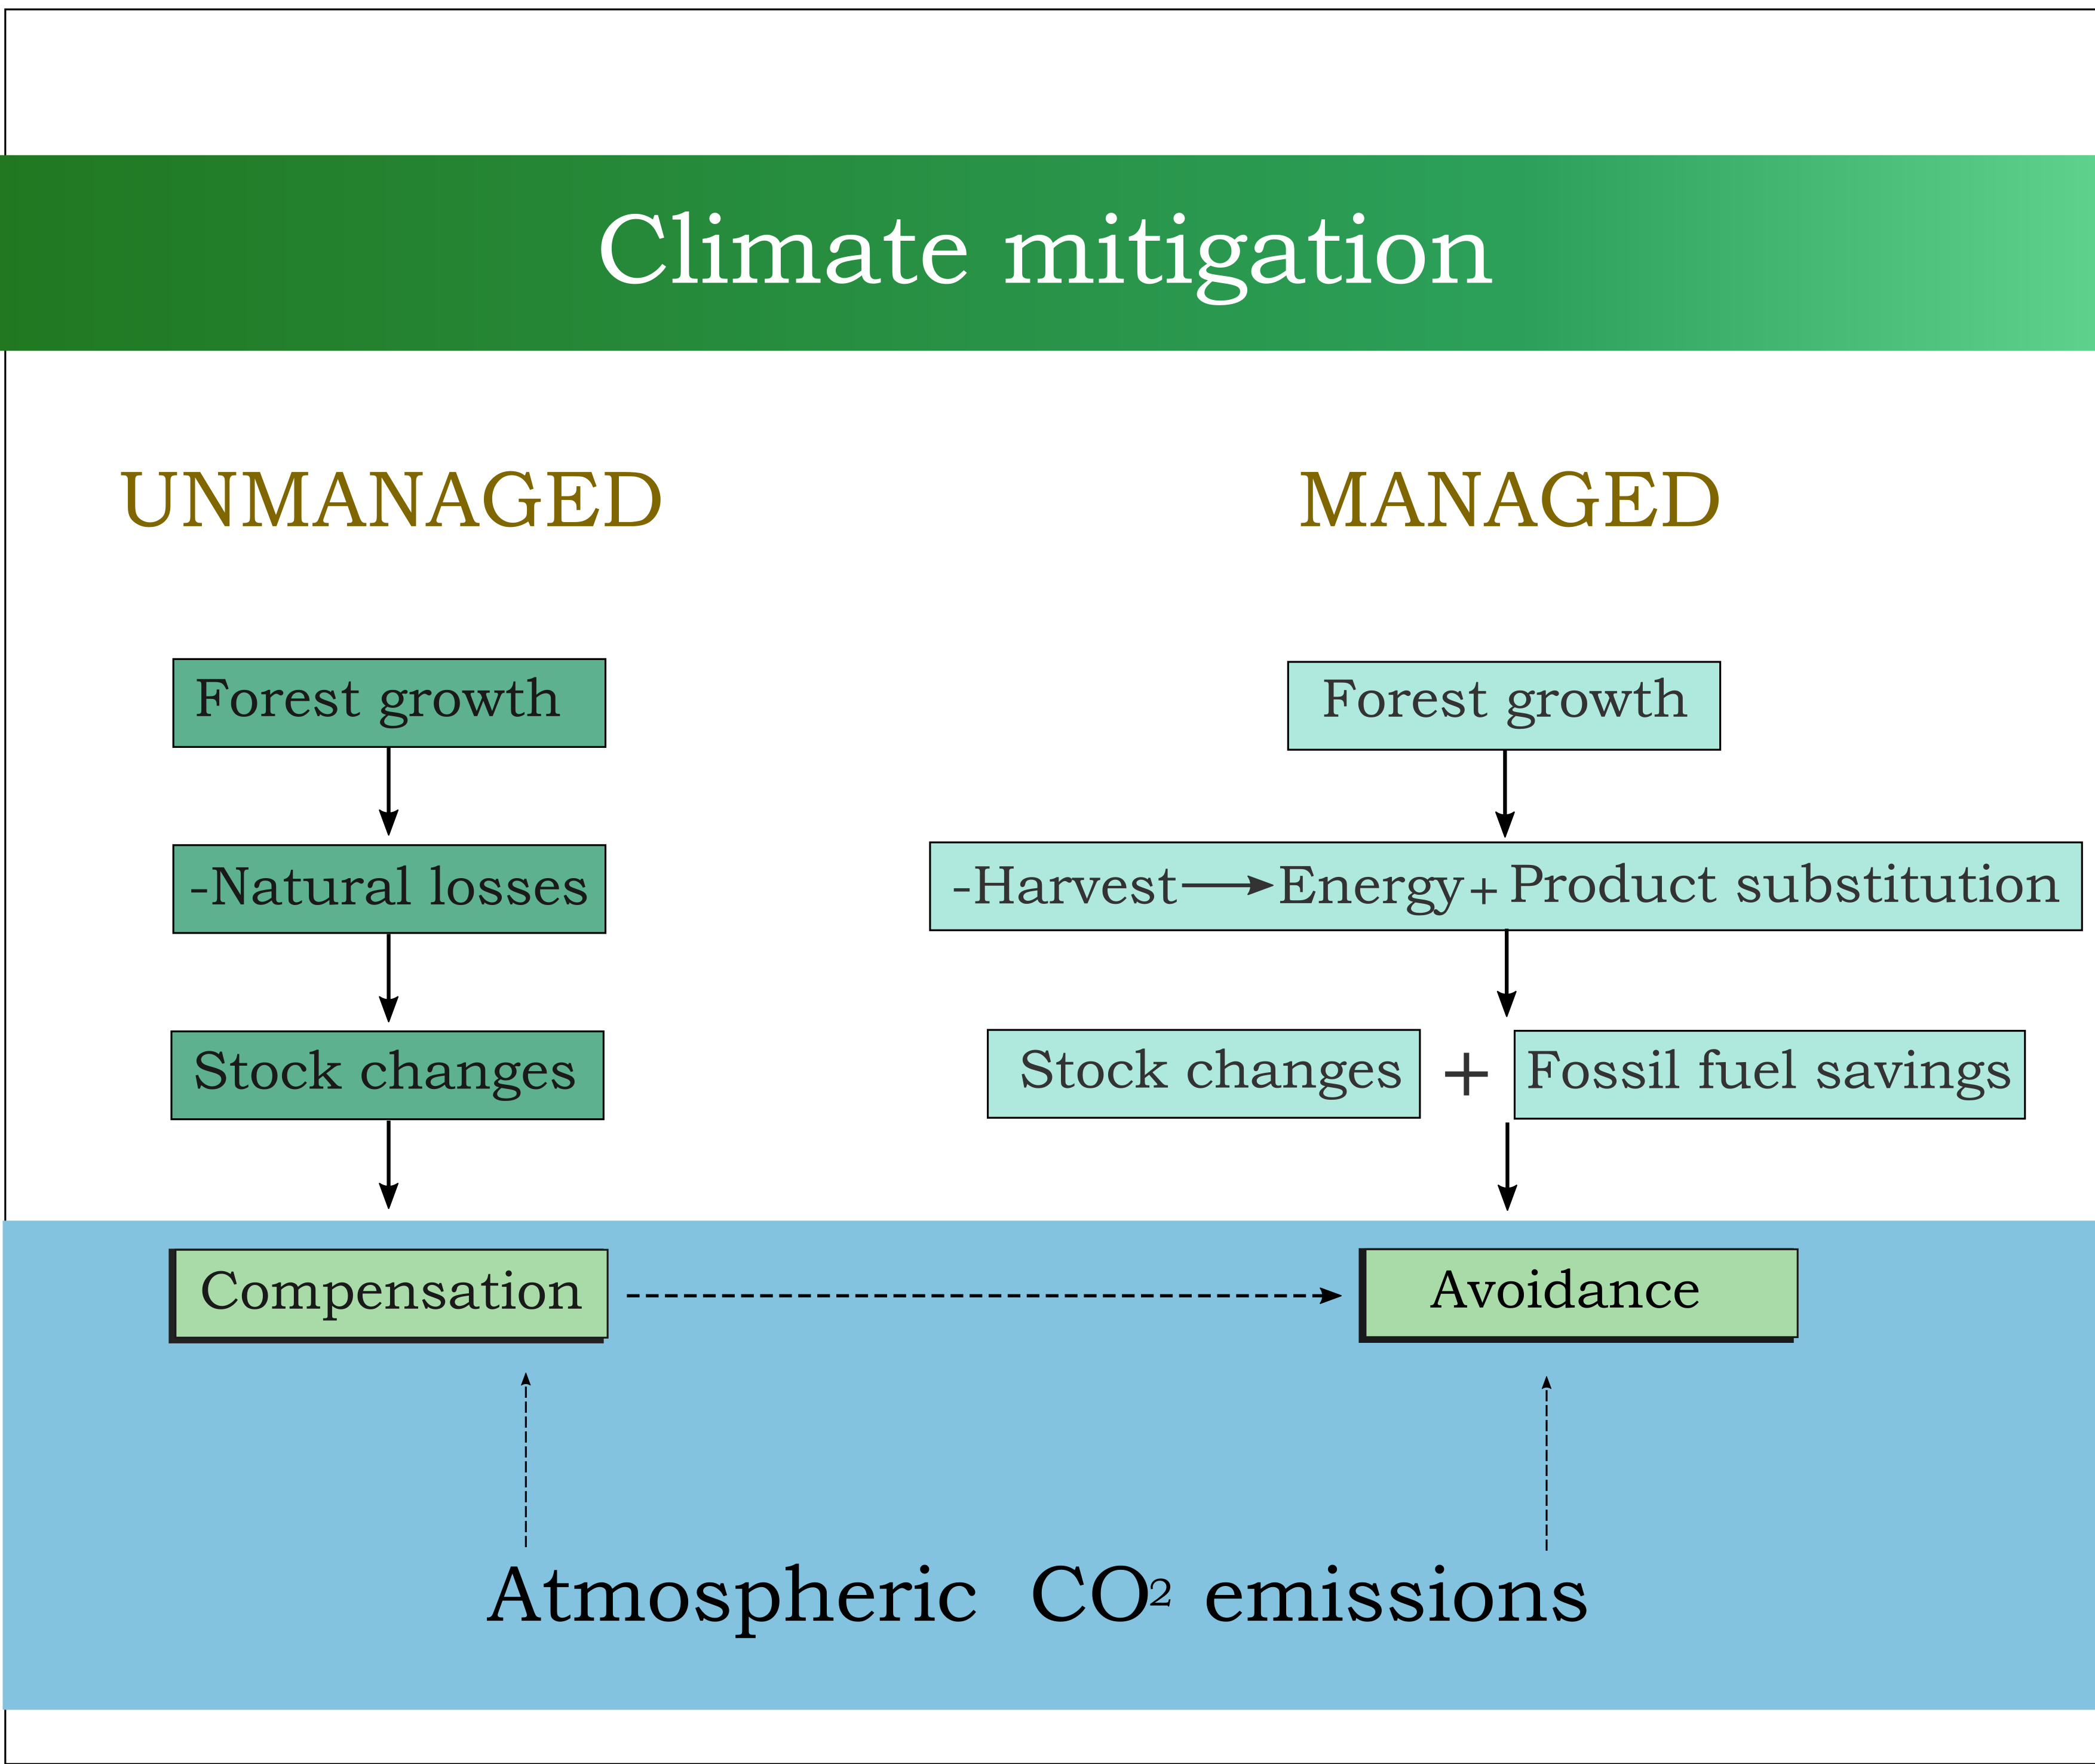 Climate mitigation
UNMANAGED
MANAGED
Forest growth
Forest growth
-Natural losses
-Harvest→Energy+ Product substitution
Stock changes
Stock changes + Fossil fuel savings
Compensation
Avoidance
Atmospheric CO2 emissions